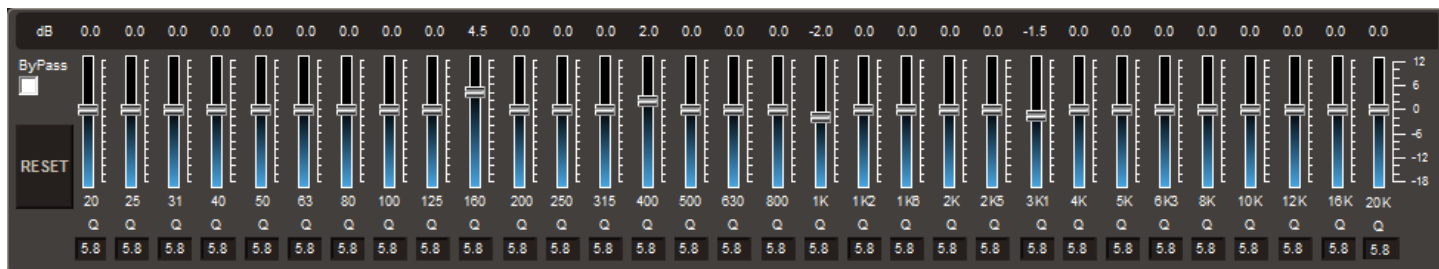 dB 0.0 0.0 0.0 0.0 0.0 0.0 0.0 0.0 0.0 4.5 0.0 0.0 0.0 2.0 0.0 0.0 0.0 -2.0 0.0 0.0 0.0 0.0 -1.5 0.0 0.0 0.0 0.0 0.0 0.0 0.0 0.0
ByPass
12
6
0
-6
RESET
-12
-18
20 25 31 40 50 63 80 100 125 160 200 250 315 400 500 630 800 1K 1K2 1K6 2K 2K5 3K1 4K 5K 6K3 8K 10K 12K 16K 20K
Q Q Q Q Q Q Q Q Q Q Q Q Q Q Q Q Q Q Q Q Q Q Q Q Q Q Q Q Q Q Q
5.8 5.8 5.8 5.8 5.8 5.8 5.8 5.8 5.8 5.8 5.8 5.8 5.8 5.8 5.8 5.8 5.8 5.8 5.8 5.8 5.8 5.8 5.8 5.8 5.8 5.8 5.8 5.8 5.8 5.8 5.8